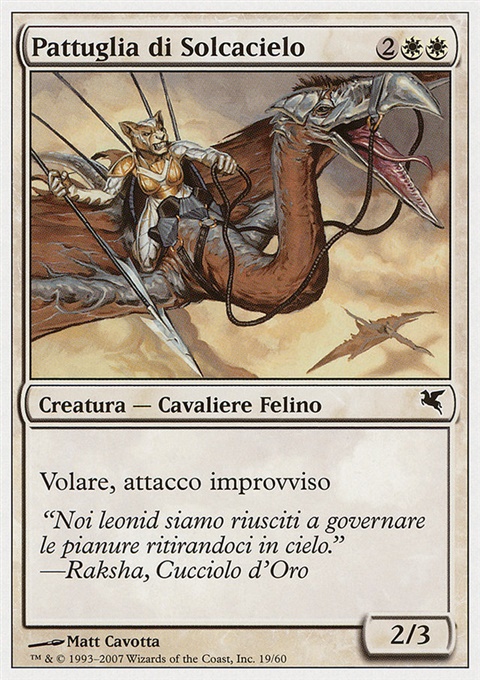 Pattuglia di Solcacielo 2
Creatura — Cavaliere Felino
Volare, attacco improvviso
“Noi leonid siamo riusciti a governare
le pianure ritirandoci in cielo.”
—Raksha, Cucciolo d’Oro
Matt Cavotta
2/3
™ & © 1993–2007 Wizards of the Coast, Inc. 19/60